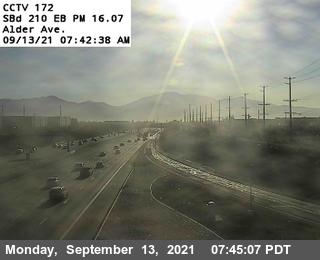 CCTV 172
SBd 210 EB PM 16.07
Alder Ave.
09/13/21 07:42:38 AM
Monday, September 13, 2021 07:45:07 PDT